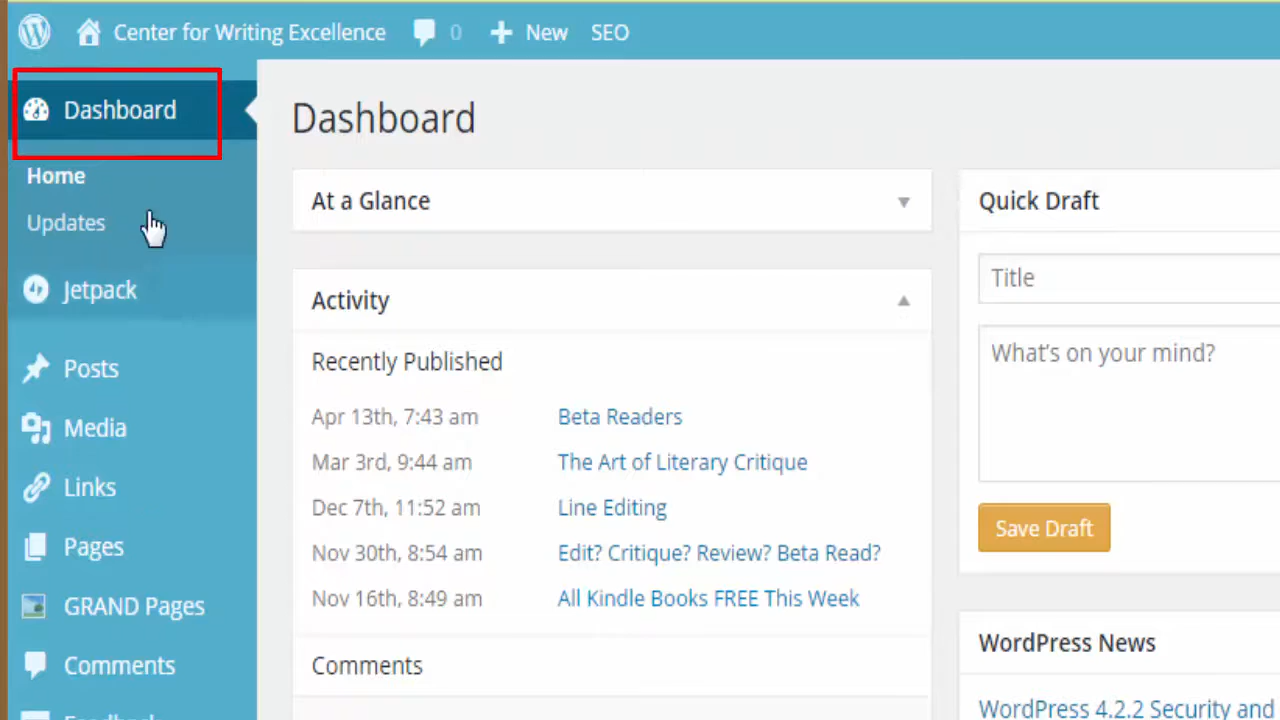 Center for Writing Excellence 0 New SEO
Dashboard
Home
Updates
Jetpack
Posts
Media
Links
Pages
GRAND Pages
Comments
Feedback
Dashboard
At a Glance
Activity
Recently Published
Apr 13th, 7:43 am Beta Readers
Mar 3rd, 9:44 am The Art of Literary Critique
Dec 7th, 11:52 am Line Editing
Nov 30th, 8:54 am Edit? Critique? Review? Beta Read?
Nov 16th, 8:49 am All Kindle Books FREE This Week
Comments
Quick Draft
Title
What's on your mind?
Save Draft
WordPress News
WordPress 4.2.2 Security and